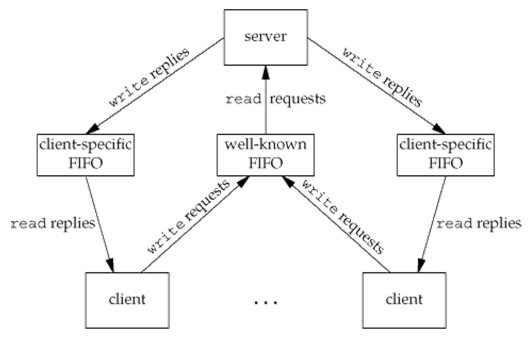 server
write replies
write replies
read requests
client-specific
FIFO
well-known
FIFO
client-specific
FIFO
read replies
write requests
write requests
read replies
client
...
client